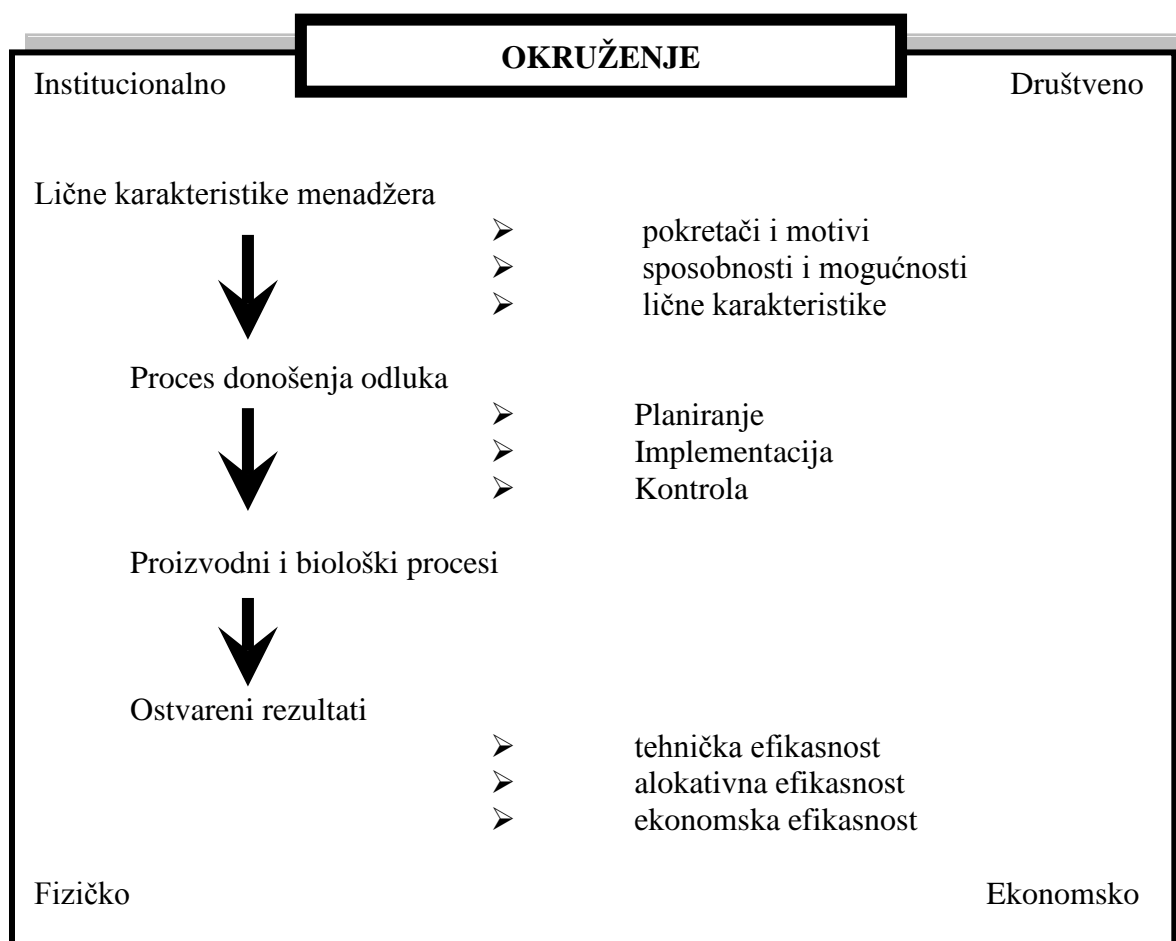 OKRUŽENJE
Institucionalno Društveno
Lične karakteristike menadžera
➢ pokretači i motivi
➢ sposobnosti i mogućnosti
➢ lične karakteristike
Proces donošenja odluka
➢ Planiranje
➢ Implementacija
➢ Kontrola
Proizvodni i biološki procesi
Ostvareni rezultati
➢ tehnička efikasnost
➢ alokativna efikasnost
➢ ekonomska efikasnost
Fizičko Ekonomsko